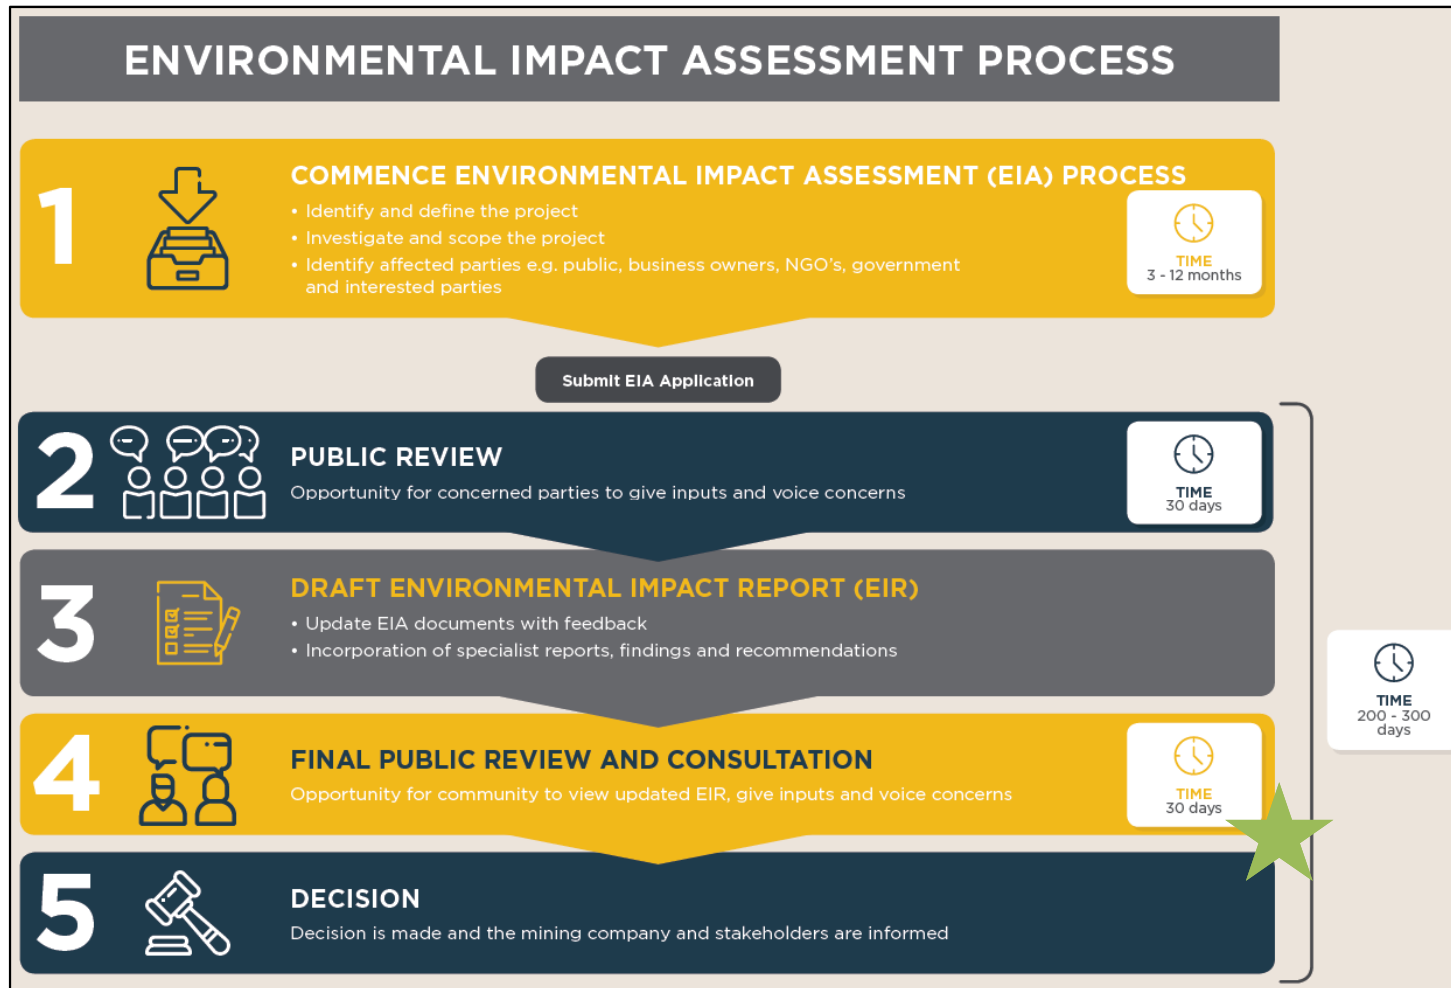 ENVIRONMENTAL IMPACT ASSESSMENT PROCESS
1
COMMENCE ENVIRONMENTAL IMPACT ASSESSMENT (EIA) PROCESS
• Identify and define the project
• Investigate and scope the project
• Identify affected parties e.g. public, business owners, NGO's, government
and interested parties
TIME
3 - 12 months
Submit EIA Application
2
PUBLIC REVIEW
Opportunity for concerned parties to give inputs and voice concerns
TIME
30 days
3
DRAFT ENVIRONMENTAL IMPACT REPORT (EIR)
• Update EIA documents with feedback
• Incorporation of specialist reports, findings and recommendations
TIME
200 - 300
days
4
FINAL PUBLIC REVIEW AND CONSULTATION
Opportunity for community to view updated EIR, give inputs and voice concerns
TIME
30 days
5
DECISION
Decision is made and the mining company and stakeholders are informed